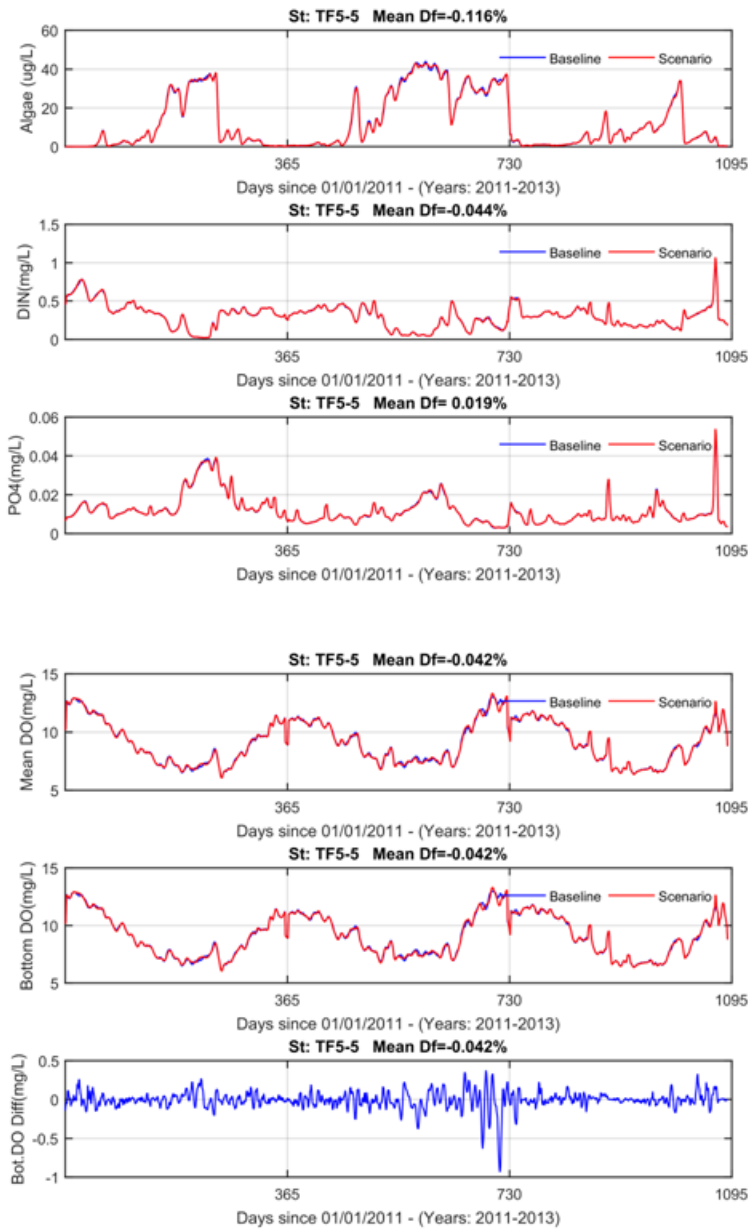 St: TF5-5 Mean Df=-0.116%
60
40
20
0
Algae (ug/L)
Baseline Scenario
365 730 1095
Days since 01/01/2011 - (Years: 2011-2013)
St: TF5-5 Mean Df=-0.044%
1.5
1
0.5
0
DIN(mg/L)
Baseline Scenario
365 730 1095
Days since 01/01/2011 - (Years: 2011-2013)
St: TF5-5 Mean Df= 0.019%
0.06
0.04
0.02
0
PO4(mg/L)
Baseline Scenario
365 730 1095
Days since 01/01/2011 - (Years: 2011-2013)
St: TF5-5 Mean Df=-0.042%
15
10
5
Mean DO(mg/L)
Baseline Scenario
365 730 1095
Days since 01/01/2011 - (Years: 2011-2013)
St: TF5-5 Mean Df=-0.042%
15
10
5
Bottom DO(mg/L)
Baseline Scenario
365 730 1095
Days since 01/01/2011 - (Years: 2011-2013)
St: TF5-5 Mean Df=-0.042%
0.5
0
-0.5
-1
Bot.DO Diff(mg/L)
365 730 1095
Days since 01/01/2011 - (Years: 2011-2013)